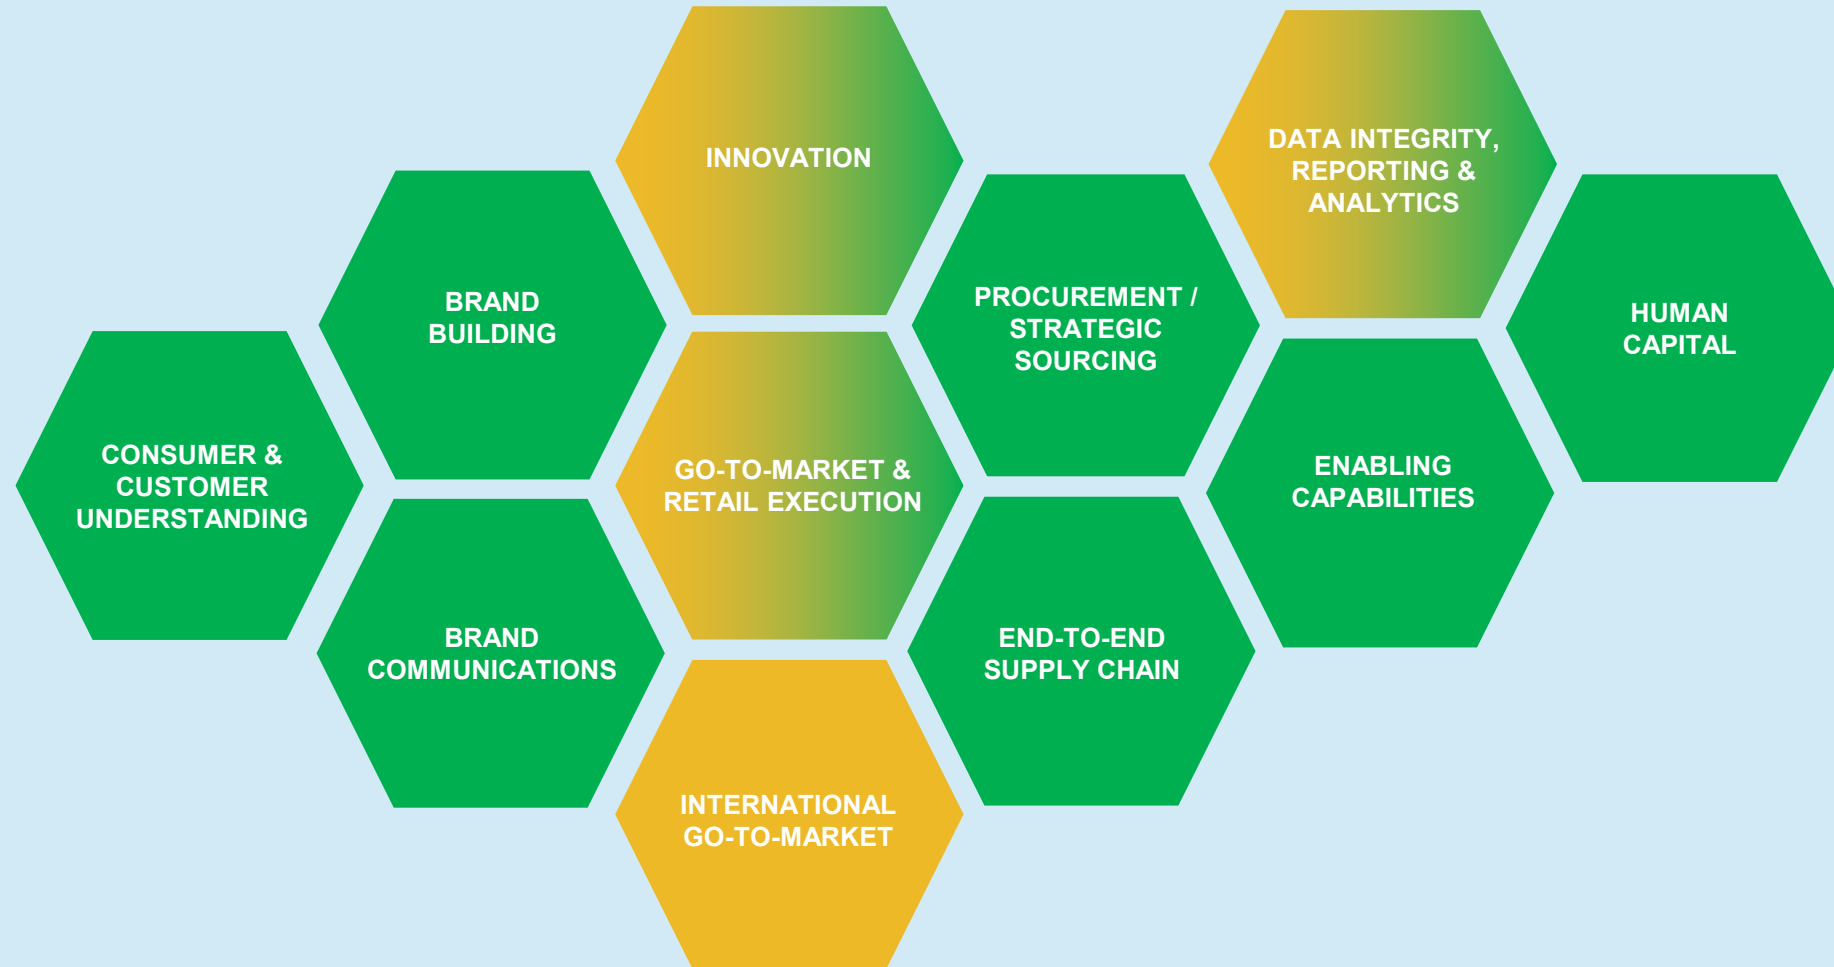 INNOVATION
DATA INTEGRITY,
REPORTING &
ANALYTICS
BRAND
BUILDING
PROCUREMENT /
STRATEGIC
SOURCING
HUMAN
CAPITAL
CONSUMER &
CUSTOMER
UNDERSTANDING
GO-TO-MARKET &
RETAIL EXECUTION
ENABLING
CAPABILITIES
BRAND
COMMUNICATIONS
END-TO-END
SUPPLY CHAIN
INTERNATIONAL
GO-TO-MARKET